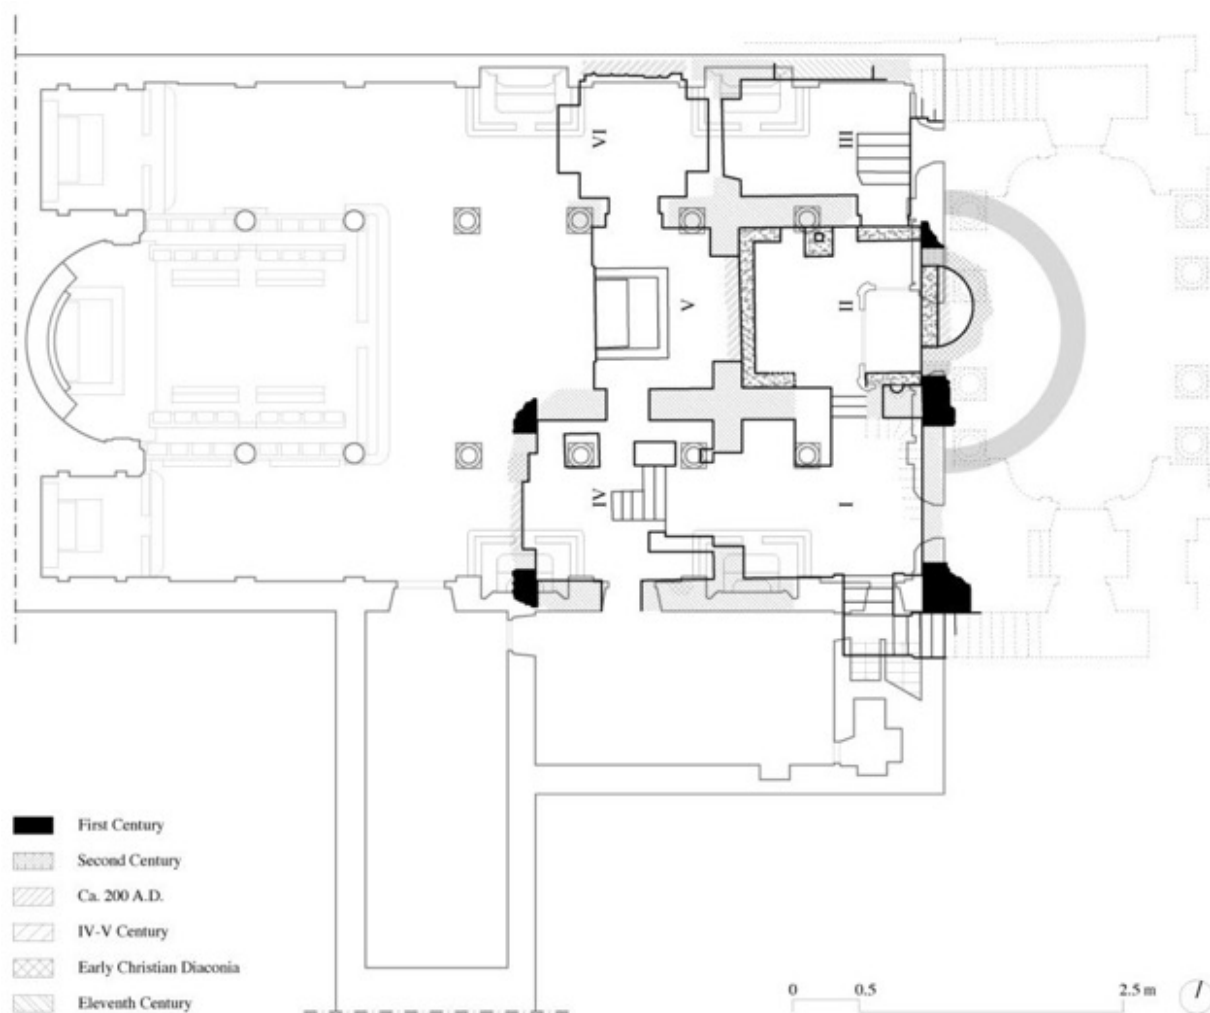 VI
III
V
II
IV
I
First Century
Second Century
Ca. 200 A.D.
IV-V Century
Early Christian Diaconia
Eleventh Century
0 0.5 2.5 m